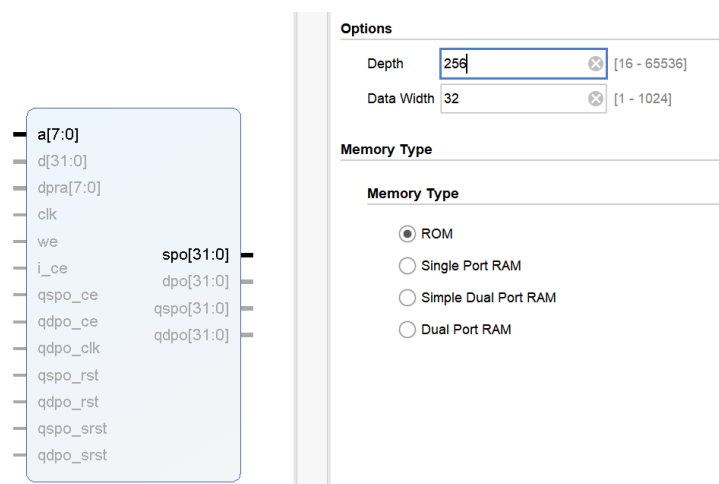 a[7:0]
d[31:0]
dpra[7:0]
clk
we
i_ce
qspo_ce
qdpo_ce
qdpo_clk
qspo_rst
qdpo_rst
qspo_srst
qdpo_srst
spo[31:0]
dpo[31:0]
qspo[31:0]
qdpo[31:0]
Options
Depth 256 [16 - 65536]
Data Width 32 [1 - 1024]
Memory Type
Memory Type
ROM
Single Port RAM
Simple Dual Port RAM
Dual Port RAM